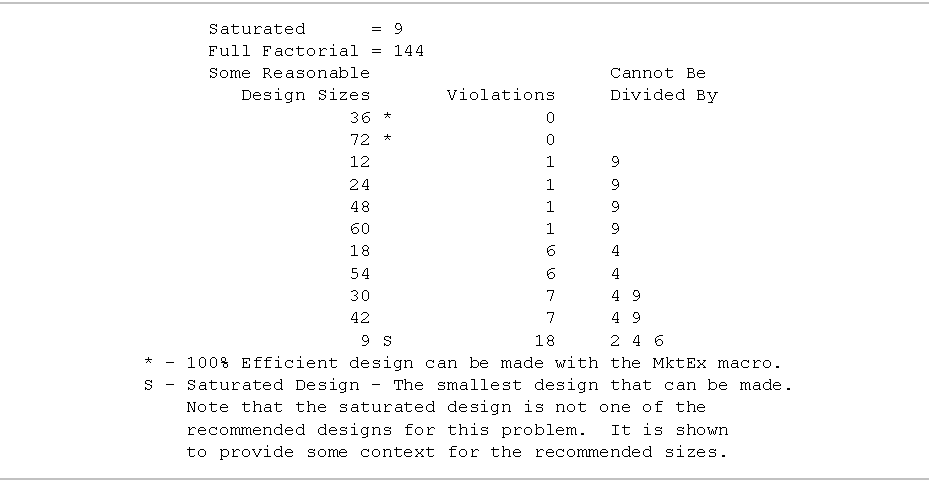 Saturated = 9
Full Factorial = 144
Some Reasonable Cannot Be
Design Sizes Violations Divided By
36 * 0
72 * 0
12 1 9
24 1 9
48 1 9
60 1 9
18 6 4
54 6 4
30 7 4 9
42 7 4 9
9 S 18 2 4 6
* - 100% Efficient design can be made with the MktEx macro.
S - Saturated Design - The smallest design that can be made.
Note that the saturated design is not one of the
recommended designs for this problem. It is shown
to provide some context for the recommended sizes.